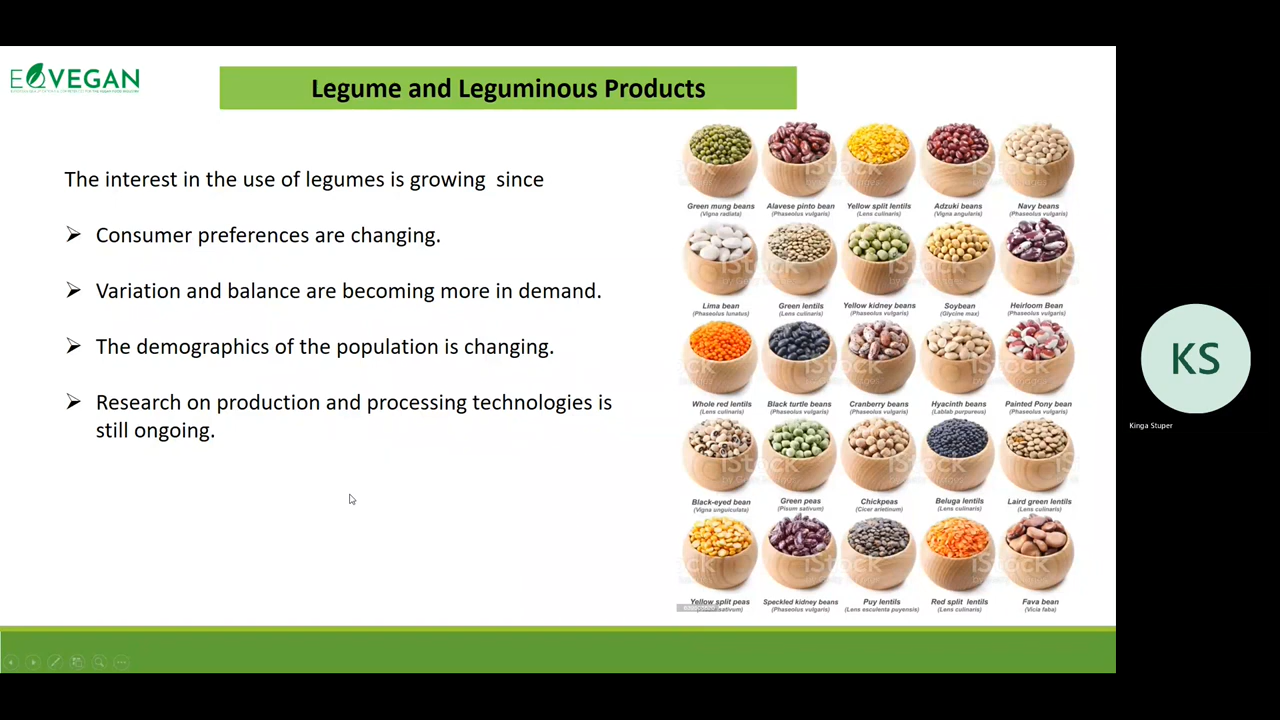 EQVEGAN
Legume and Leguminous Products
The interest in the use of legumes is growing since
Consumer preferences are changing.
Variation and balance are becoming more in demand.
The demographics of the population is changing.
Research on production and processing technologies is
still ongoing.
Green mung beans Alavese pinto bean Yellow split lentils Adzuki beans Navy beans
(Vigna radiata) (Phaseolus vulgaris) (Lens culinaris) (Vigna angularis) (Phaseolus vulgaris)
Lima bean Green lentils Yellow kidney beans Soybean Heirloom Bean
(Phaseolus lunatus) (Lens culinaris) (Phaseolus vulgaris) (Glycine max) (Phaseolus vulgaris)
Whole red lentils Black turtle beans Cranberry beans Hyacinth beans Painted Pony bean
(Lens culinaris) (Phaseolus vulgaris) (Phaseolus vulgaris) (Lablab purpureus) (Phaseolus vulgaris)
Black-eyed bean Green peas Chickpeas Beluga lentils Laird green lentils
(Vigna unguiculata) (Pisum sativum) (Cicer arietinum) (Lens culinaris) (Lens culinaris)
Yellow split peas Speckled kidney beans Puy lentils Red split lentils Fava bean
sativum) (Phaseolus vulgaris) (Lens esculenta puyensis) (Lens culinaris) (Vicia faba)
iStock
KS
Kinga Stuper